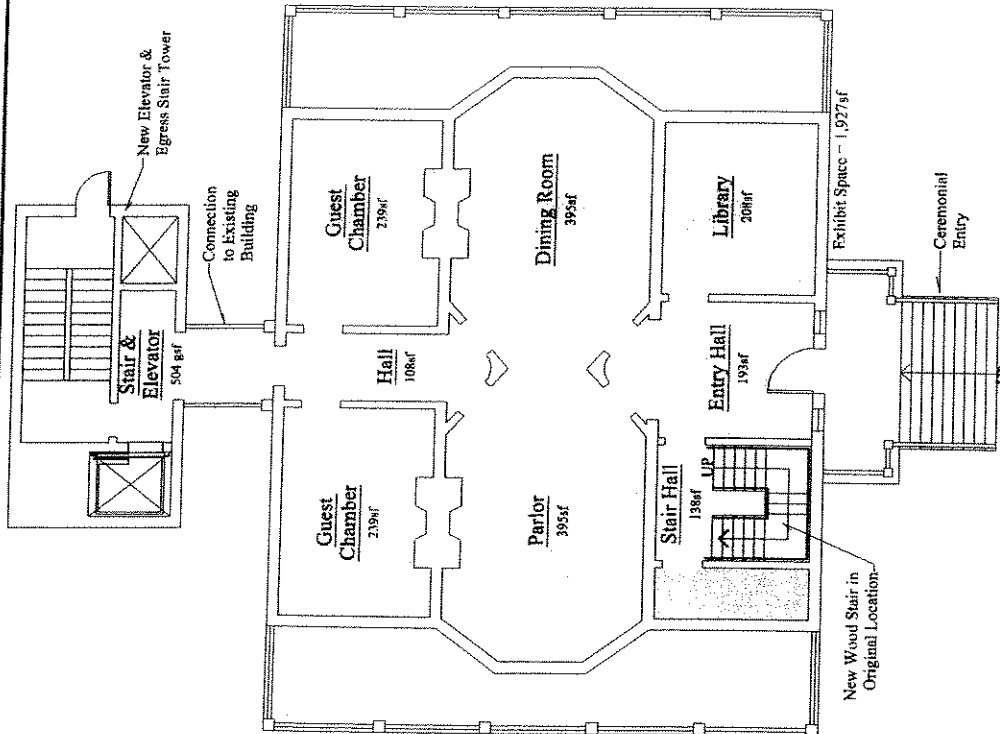 New Elevator &
Egress Stair Tower
Connection
to Existing
Building
Stair &
Elevator
504 gsf
Guest
Chamber
239sf
Guest
Chamber
239sf
Hall
108sf
Dining Room
395sf
Parlor
395sf
Library
208sf
Entry Hall
193sf
Stair Hall
138sf
UP
Exhibit Space – 1,927sf
Ceremonial
Entry
New Wood Stair in
Original Location